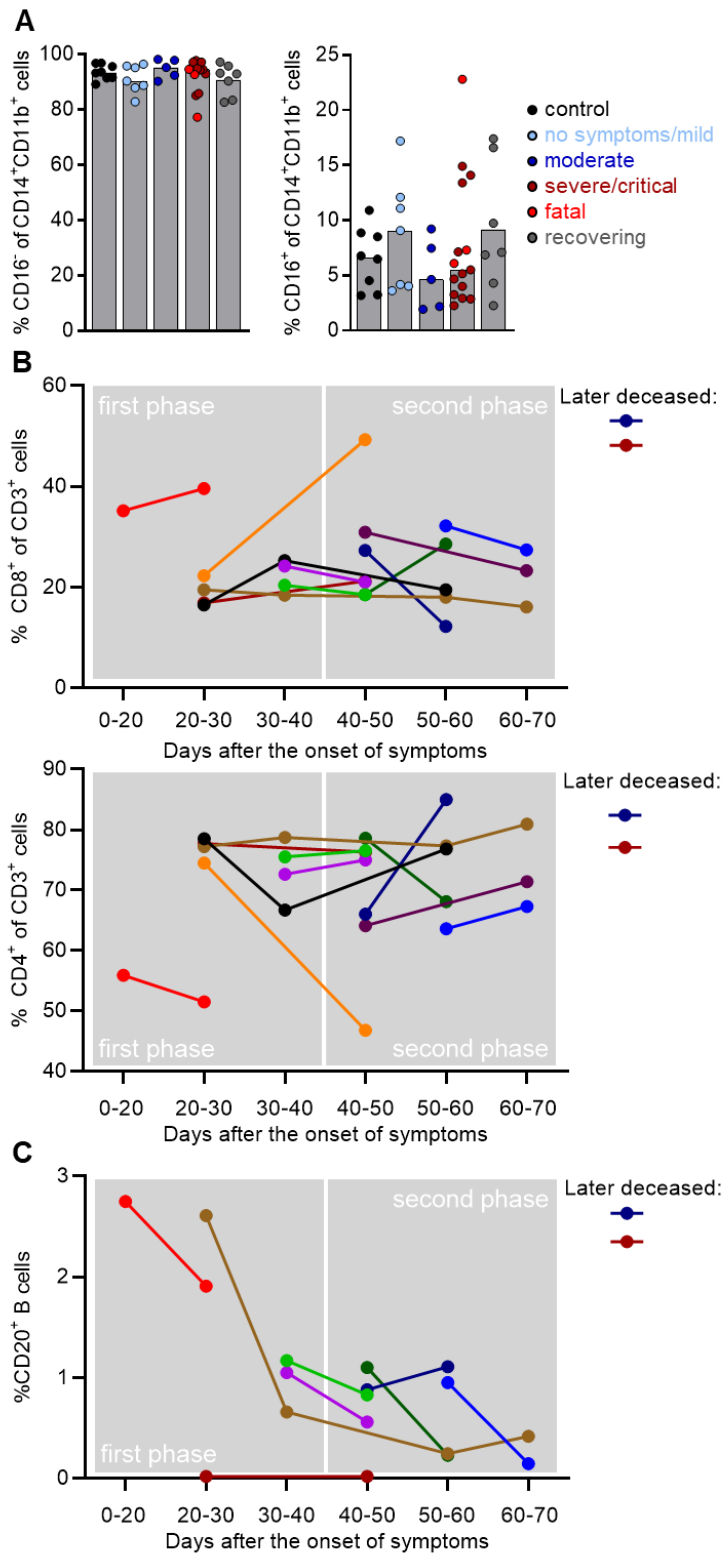 A
% CD16⁻ of CD14⁺CD11b⁺ cells
100
80
60
40
20
0
% CD16⁺ of CD14⁺CD11b⁺ cells
25
20
15
10
5
0
control
no symptoms/mild
moderate
severe/critical
fatal
recovering
B
% CD8⁺ of CD3⁺ cells
60
40
20
0
first phase
second phase
Later deceased:
0-20 20-30 30-40 40-50 50-60 60-70
Days after the onset of symptoms
% CD4⁺ of CD3⁺ cells
90
80
70
60
50
40
first phase
second phase
Later deceased:
0-20 20-30 30-40 40-50 50-60 60-70
Days after the onset of symptoms
C
%CD20⁺ B cells
3
2
1
0
second phase
first phase
Later deceased:
0-20 20-30 30-40 40-50 50-60 60-70
Days after the onset of symptoms